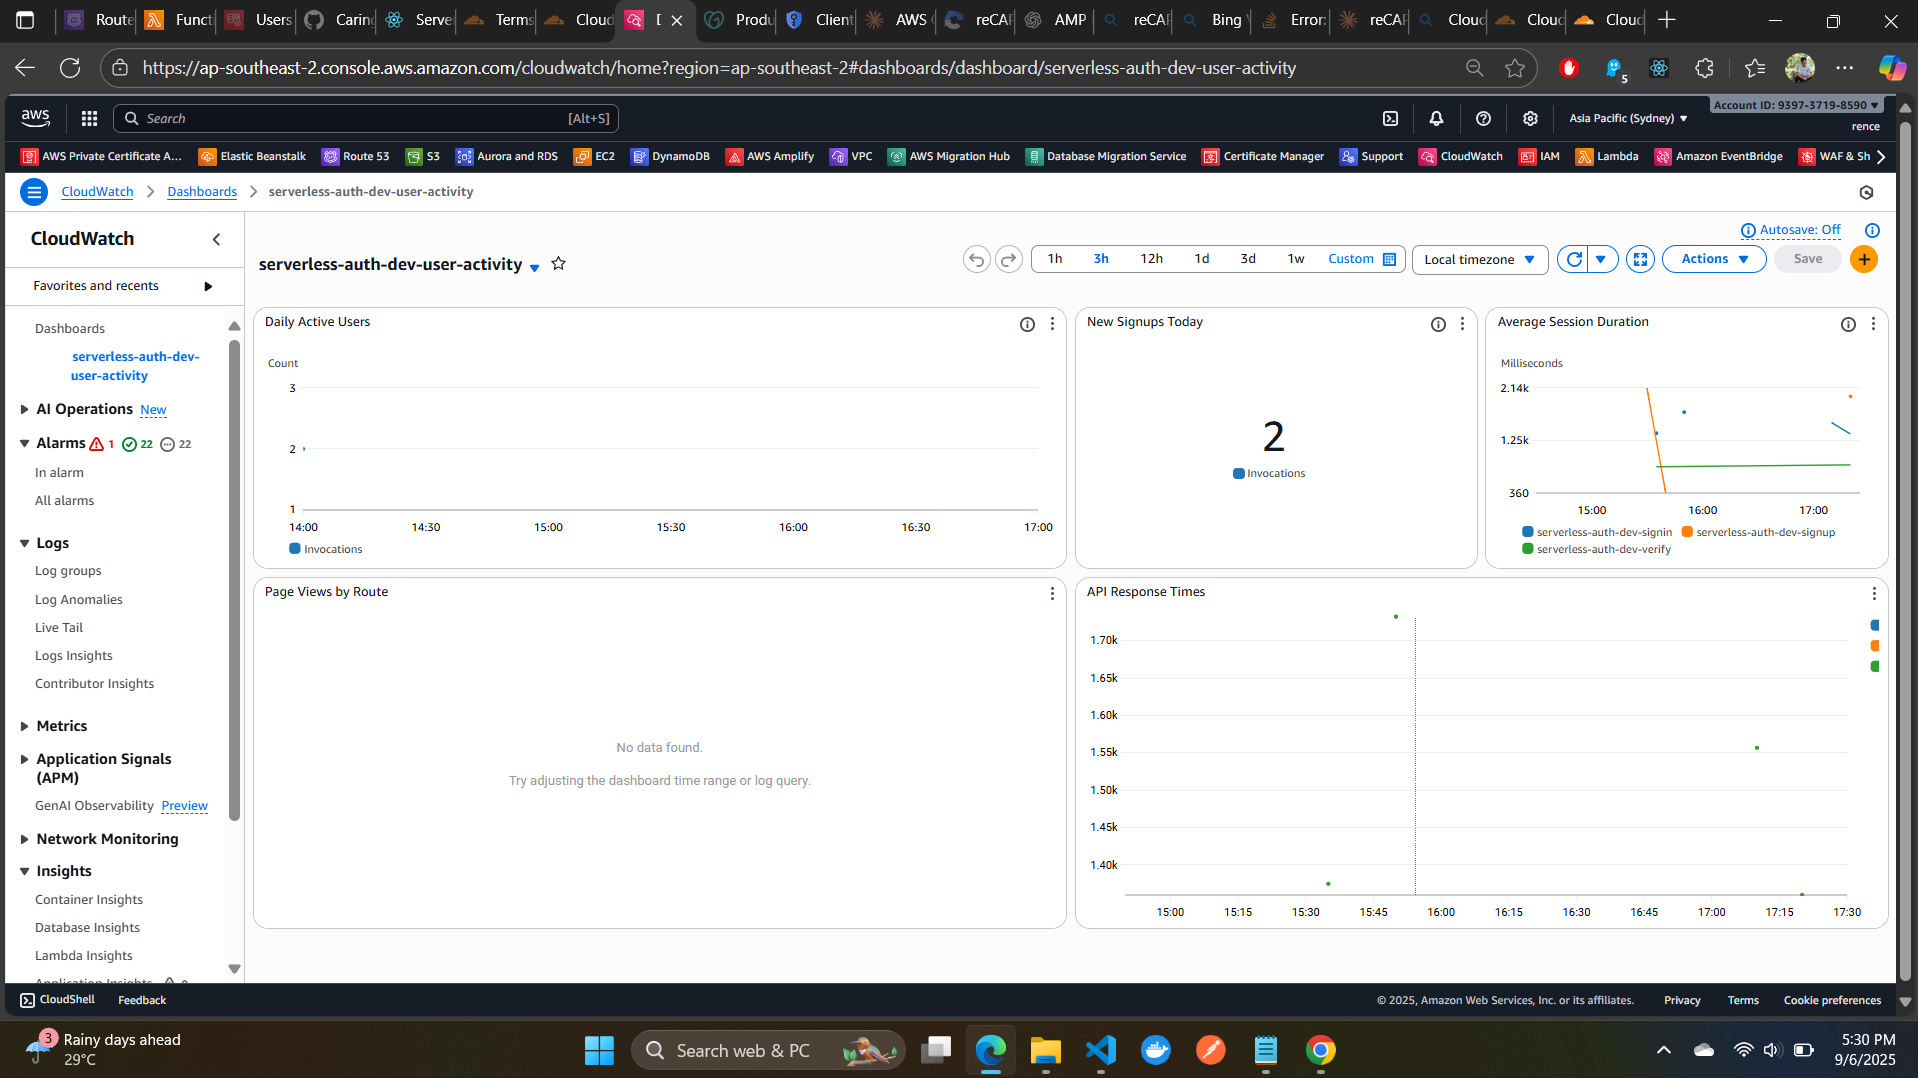 Route
Funct
Users
Caring
Serve
Terms
Cloud
D
Produ
Client
AWS
reCAP
AMP
reCA
Bing
Error:
reCAP
Cloud
Cloud
Cloud
https://ap-southeast-2.console.aws.amazon.com/cloudwatch/home?region=ap-southeast-2#dashboards/dashboard/serverless-auth-dev-user-activity
5
aws
Search
[Alt+S]
Asia Pacific (Sydney)
Account ID: 9397-3719-8590
rence
AWS Private Certificate A...
Elastic Beanstalk
Route 53
S3
Aurora and RDS
EC2
DynamoDB
AWS Amplify
VPC
AWS Migration Hub
Database Migration Service
Certificate Manager
Support
CloudWatch
IAM
Lambda
Amazon EventBridge
WAF & Sh
CloudWatch
Dashboards
serverless-auth-dev-user-activity
CloudWatch
Favorites and recents
Dashboards
serverless-auth-dev-
user-activity
AI Operations New
Alarms 1 22 22
In alarm
All alarms
Logs
Log groups
Log Anomalies
Live Tail
Logs Insights
Contributor Insights
Metrics
Application Signals
(APM)
GenAI Observability Preview
Network Monitoring
Insights
Container Insights
Database Insights
Lambda Insights
Application Insights
Autosave: Off
serverless-auth-dev-user-activity
1h
3h
12h
1d
3d
1w
Custom
Local timezone
Actions
Save
Daily Active Users
Count
3
2
1
14:00
14:30
15:00
15:30
16:00
16:30
17:00
Invocations
New Signups Today
2
Invocations
Average Session Duration
Milliseconds
2.14k
1.25k
360
15:00
16:00
17:00
serverless-auth-dev-signin
serverless-auth-dev-signup
serverless-auth-dev-verify
Page Views by Route
No data found.
Try adjusting the dashboard time range or log query.
API Response Times
1.70k
1.65k
1.60k
1.55k
1.50k
1.45k
1.40k
15:00
15:15
15:30
15:45
16:00
16:15
16:30
16:45
17:00
17:15
17:30
CloudShell
Feedback
© 2025, Amazon Web Services, Inc. or its affiliates.
Privacy
Terms
Cookie preferences
3
Rainy days ahead
29°C
Search web & PC
5:30 PM
9/6/2025